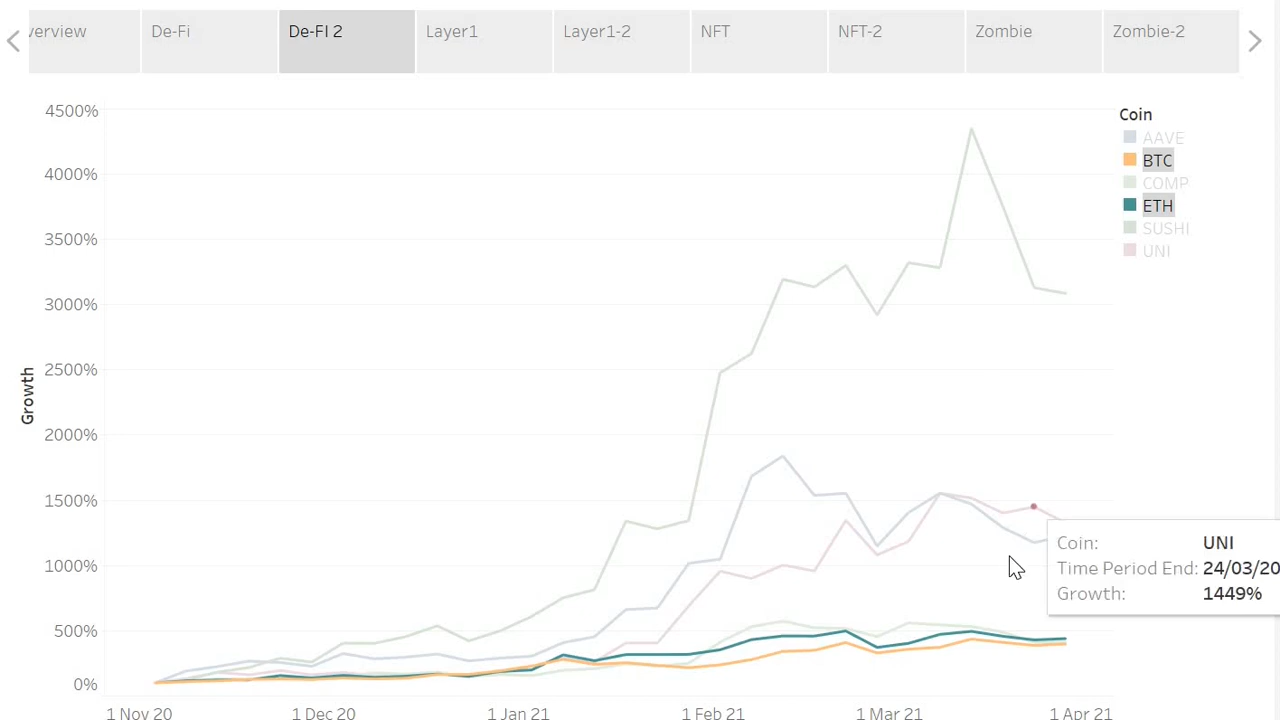 verview
De-Fi
De-FI 2
Layer1
Layer1-2
NFT
NFT-2
Zombie
Zombie-2
4500%
4000%
3500%
3000%
2500%
2000%
1500%
1000%
500%
0%
Growth
1 Nov 20
1 Dec 20
1 Jan 21
1 Feb 21
1 Mar 21
1 Apr 21
Coin
AAVE
BTC
COMP
ETH
SUSHI
UNI
Coin: UNI
Time Period End: 24/03/20
Growth: 1449%